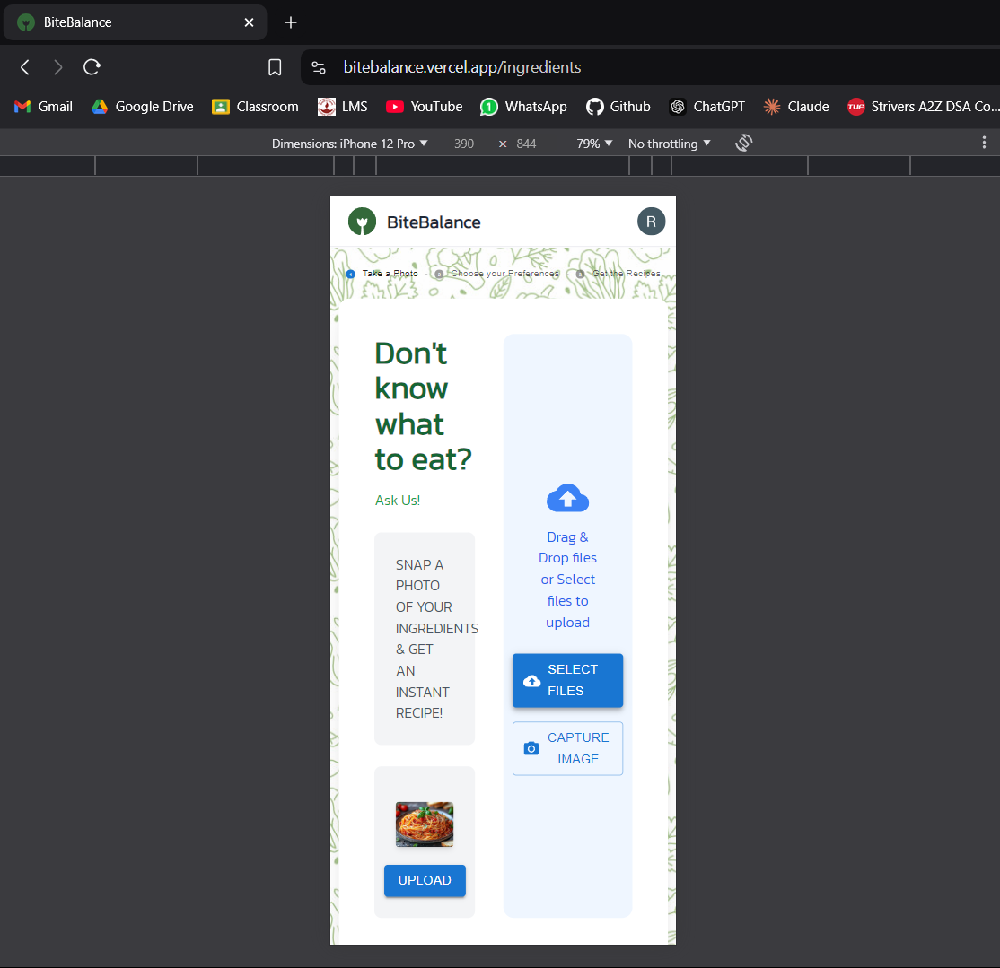 BiteBalance
bitebalance.vercel.app/ingredients
Gmail
Google Drive
Classroom
LMS
YouTube
1
WhatsApp
Github
ChatGPT
Claude
TUF
Strivers A2Z DSA Co...
Dimensions: iPhone 12 Pro
390 × 844
79%
No throttling
BiteBalance
R
1 Take a Photo
2 Choose your Preferences
3 Get the Recipes
Don't
know
what
to eat?
Ask Us!
SNAP A
PHOTO
OF YOUR
INGREDIENTS
& GET
AN
INSTANT
RECIPE!
UPLOAD
Drag &
Drop files
or Select
files to
upload
SELECT
FILES
CAPTURE
IMAGE